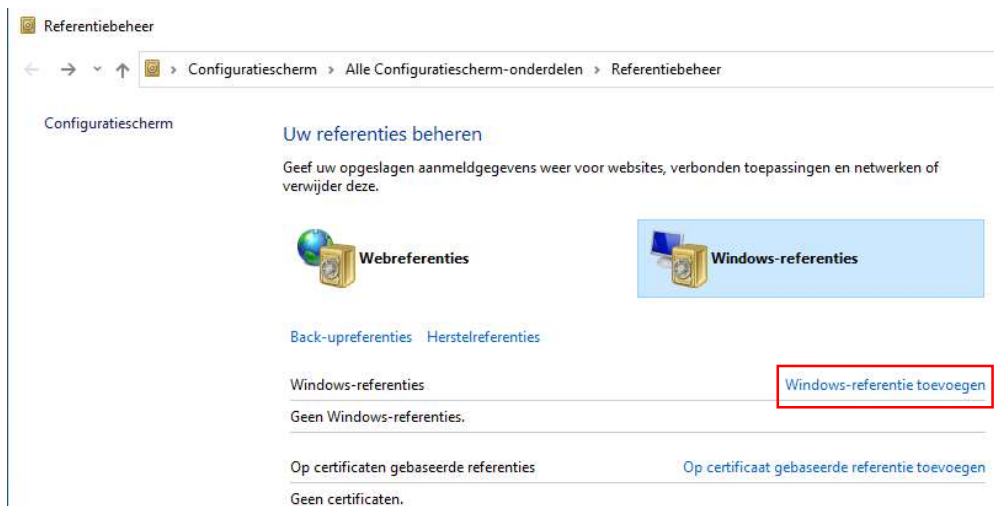 Referentiebeheer
Configuratiescherm > Alle Configuratiescherm-onderdelen > Referentiebeheer
Configuratiescherm
Uw referenties beheren
Geef uw opgeslagen aanmeldgegevens weer voor websites, verbonden toepassingen en netwerken of
verwijder deze.
Webreferenties
Windows-referenties
Back-upreferenties Herstelreferenties
Windows-referenties Windows-referentie toevoegen
Geen Windows-referenties.
Op certificaten gebaseerde referenties Op certificaat gebaseerde referentie toevoegen
Geen certificaten.